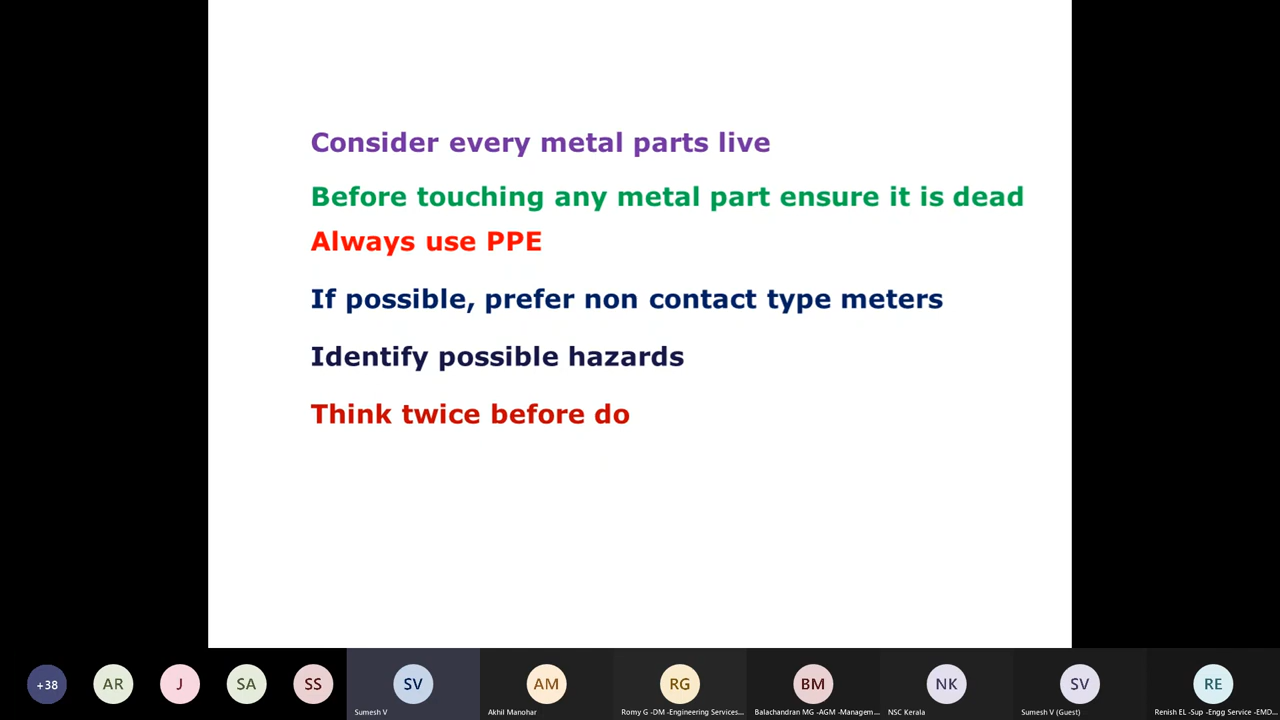 Consider every metal parts live
Before touching any metal part ensure it is dead
Always use PPE
If possible, prefer non contact type meters
Identify possible hazards
Think twice before do
+38
AR
J
SA
SS
SV
AM
RG
BM
NK
SV
RE
Sumesh V
Akhil Manohar
Romy G -DM -Engineering Services...
Balachandran MG -AGM -Managem...
NSC Kerala
Sumesh V (Guest)
Renish EL -Sup -Engg Service -EMD...